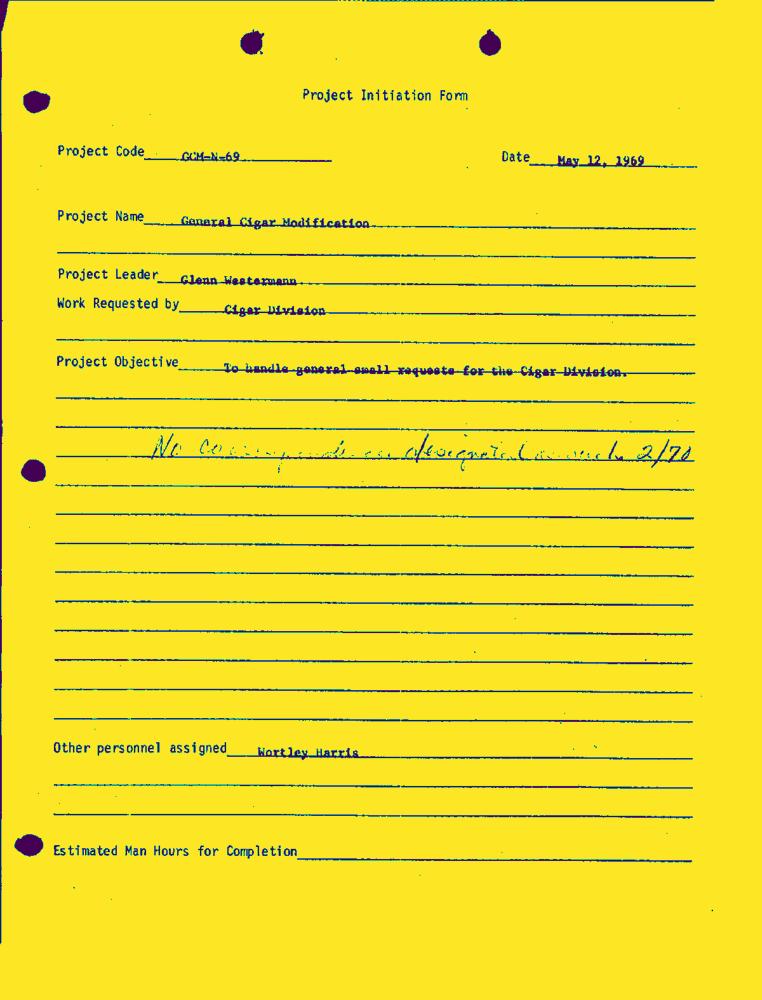 Project Initiation Form
Project Code GCM-N-69 Date May 12, 1969
Project Name General Cigar Modification
Project Leader Glenn Westermann
Work Requested by Cigar Division
Project Objective To handle general small requests for the Cigar Division.
No designated 2/70
Other personnel assigned Wortley Harris
Estimated Man Hours for Completion